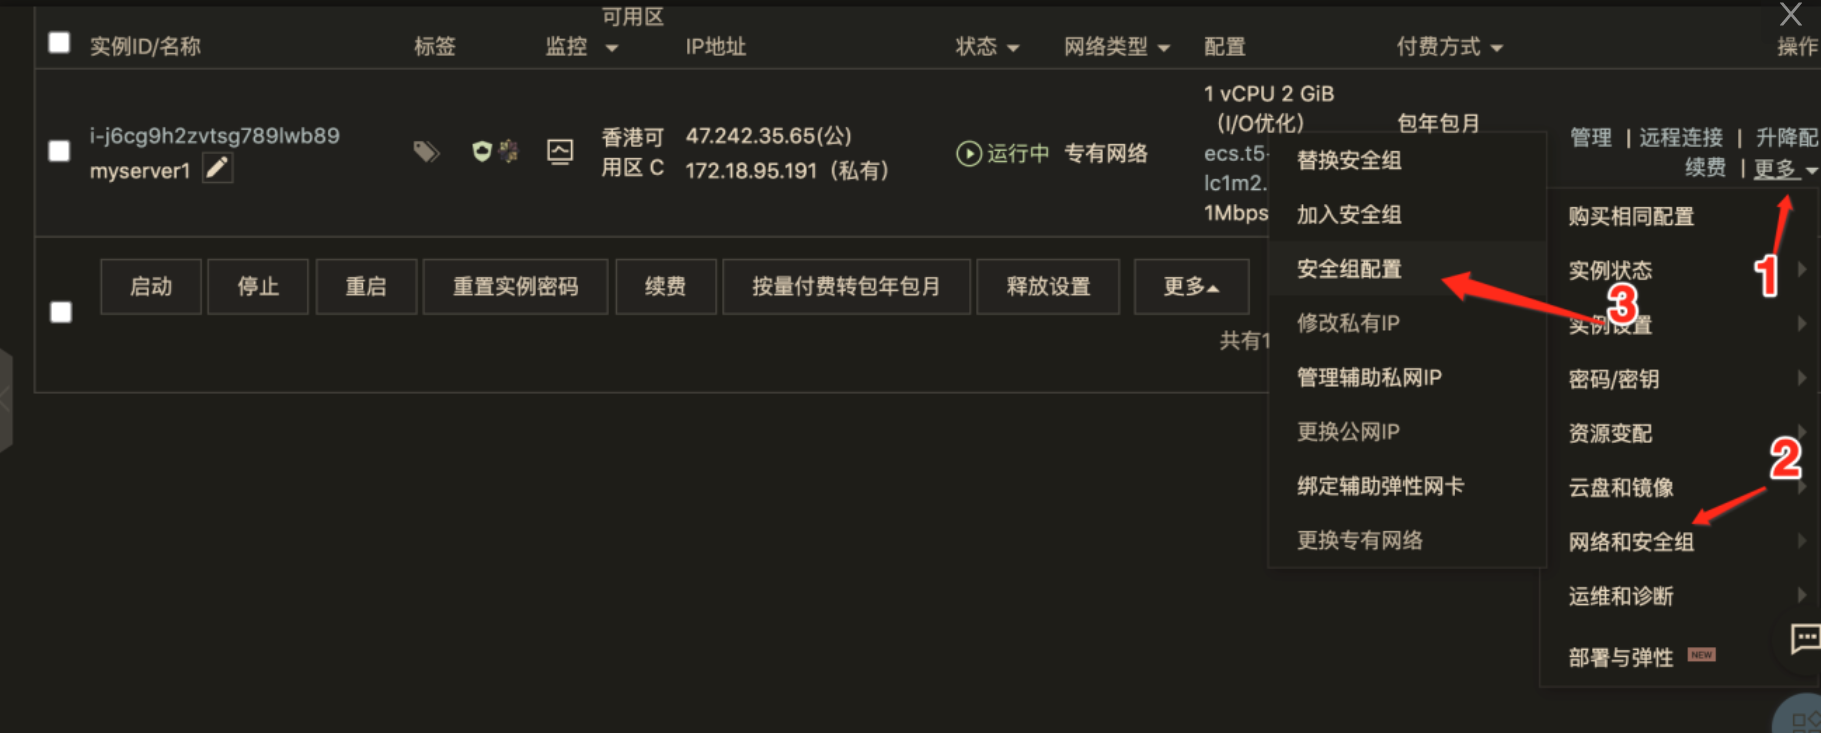 可用区
实例ID/名称 标签 监控 IP地址 状态 网络类型 配置 付费方式 操作
1 vCPU 2 GiB
(I/O优化) 包年包月
i-j6cg9h2zvtsg789lwb89 香港可 47.242.35.65(公) 运行中 专有网络 ecs.t5- 管理 | 远程连接 | 升降配
myserver1 用区 C 172.18.95.191（私有） lc1m2. 续费 | 更多
1Mbps
启动 停止 重启 重置实例密码 续费 按量付费转包年包月 释放设置 更多
共有1
替换安全组
加入安全组
安全组配置
修改私有IP
管理辅助私网IP
更换公网IP
绑定辅助弹性网卡
更换专有网络
购买相同配置
实例状态
实例设置
密码/密钥
资源变配
云盘和镜像
网络和安全组
运维和诊断
部署与弹性 NEW
1
2
3